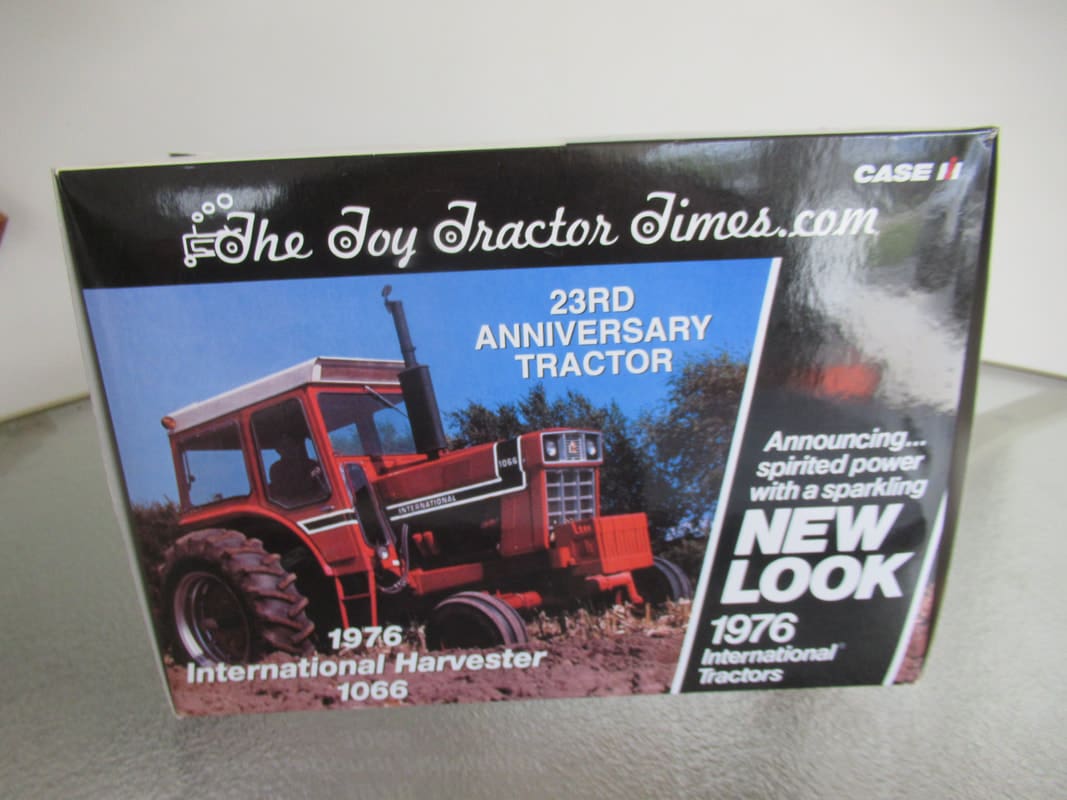 CASE IH
The Toy Tractor Times.com
23RD
ANNIVERSARY
TRACTOR
1066
INTERNATIONAL
Announcing...
spirited power
with a sparkling
NEW
LOOK
1976
International
Tractors
1976
International Harvester
1066